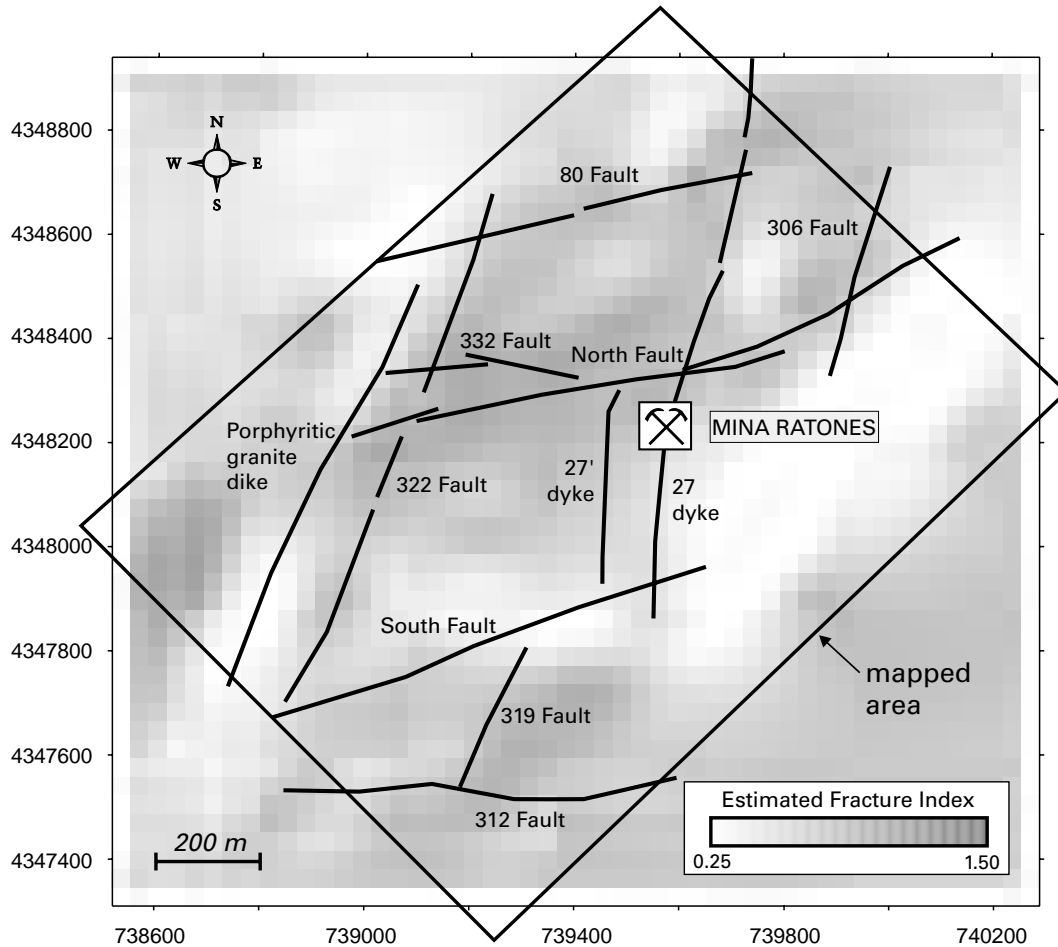 N
W E
S
4348800
4348600
4348400
4348200
4348000
4347800
4347600
4347400
80 Fault
306 Fault
332 Fault
North Fault
MINA RATONES
Porphyritic
granite
dike
322 Fault
27'
dyke
27
dyke
South Fault
mapped
area
319 Fault
312 Fault
200 m
Estimated Fracture Index
0.25 1.50
738600 739000 739400 739800 740200